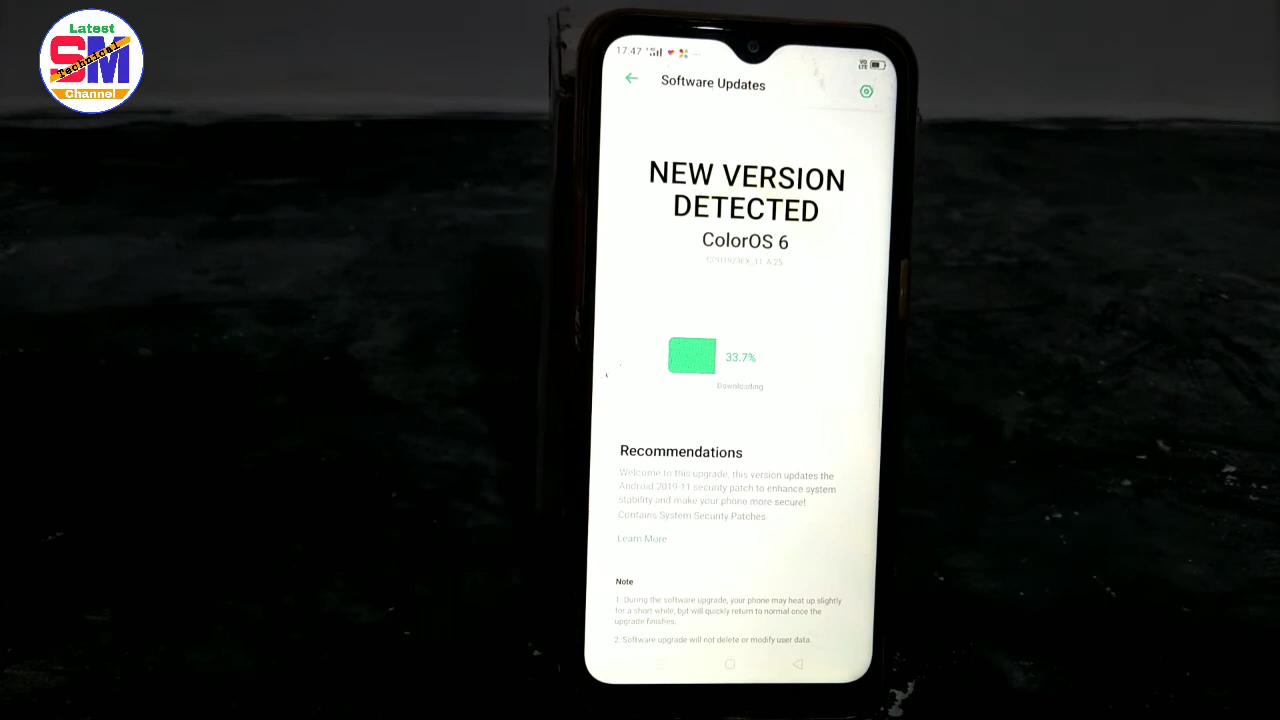 Latest
SM
Technical
Channel
17:47
VO
LTE
Software Updates
NEW VERSION
DETECTED
ColorOS 6
33.7%
Downloading
Recommendations
Welcome to this upgrade, this version updates the
Android 2019-11 security patch to enhance system
stability and make your phone more secure!
Contains System Security Patches.
Learn More
Note
1. During the software upgrade, your phone may heat up slightly
for a short while, but will quickly return to normal once the
upgrade finishes.
2. Software upgrade will not delete or modify user data.